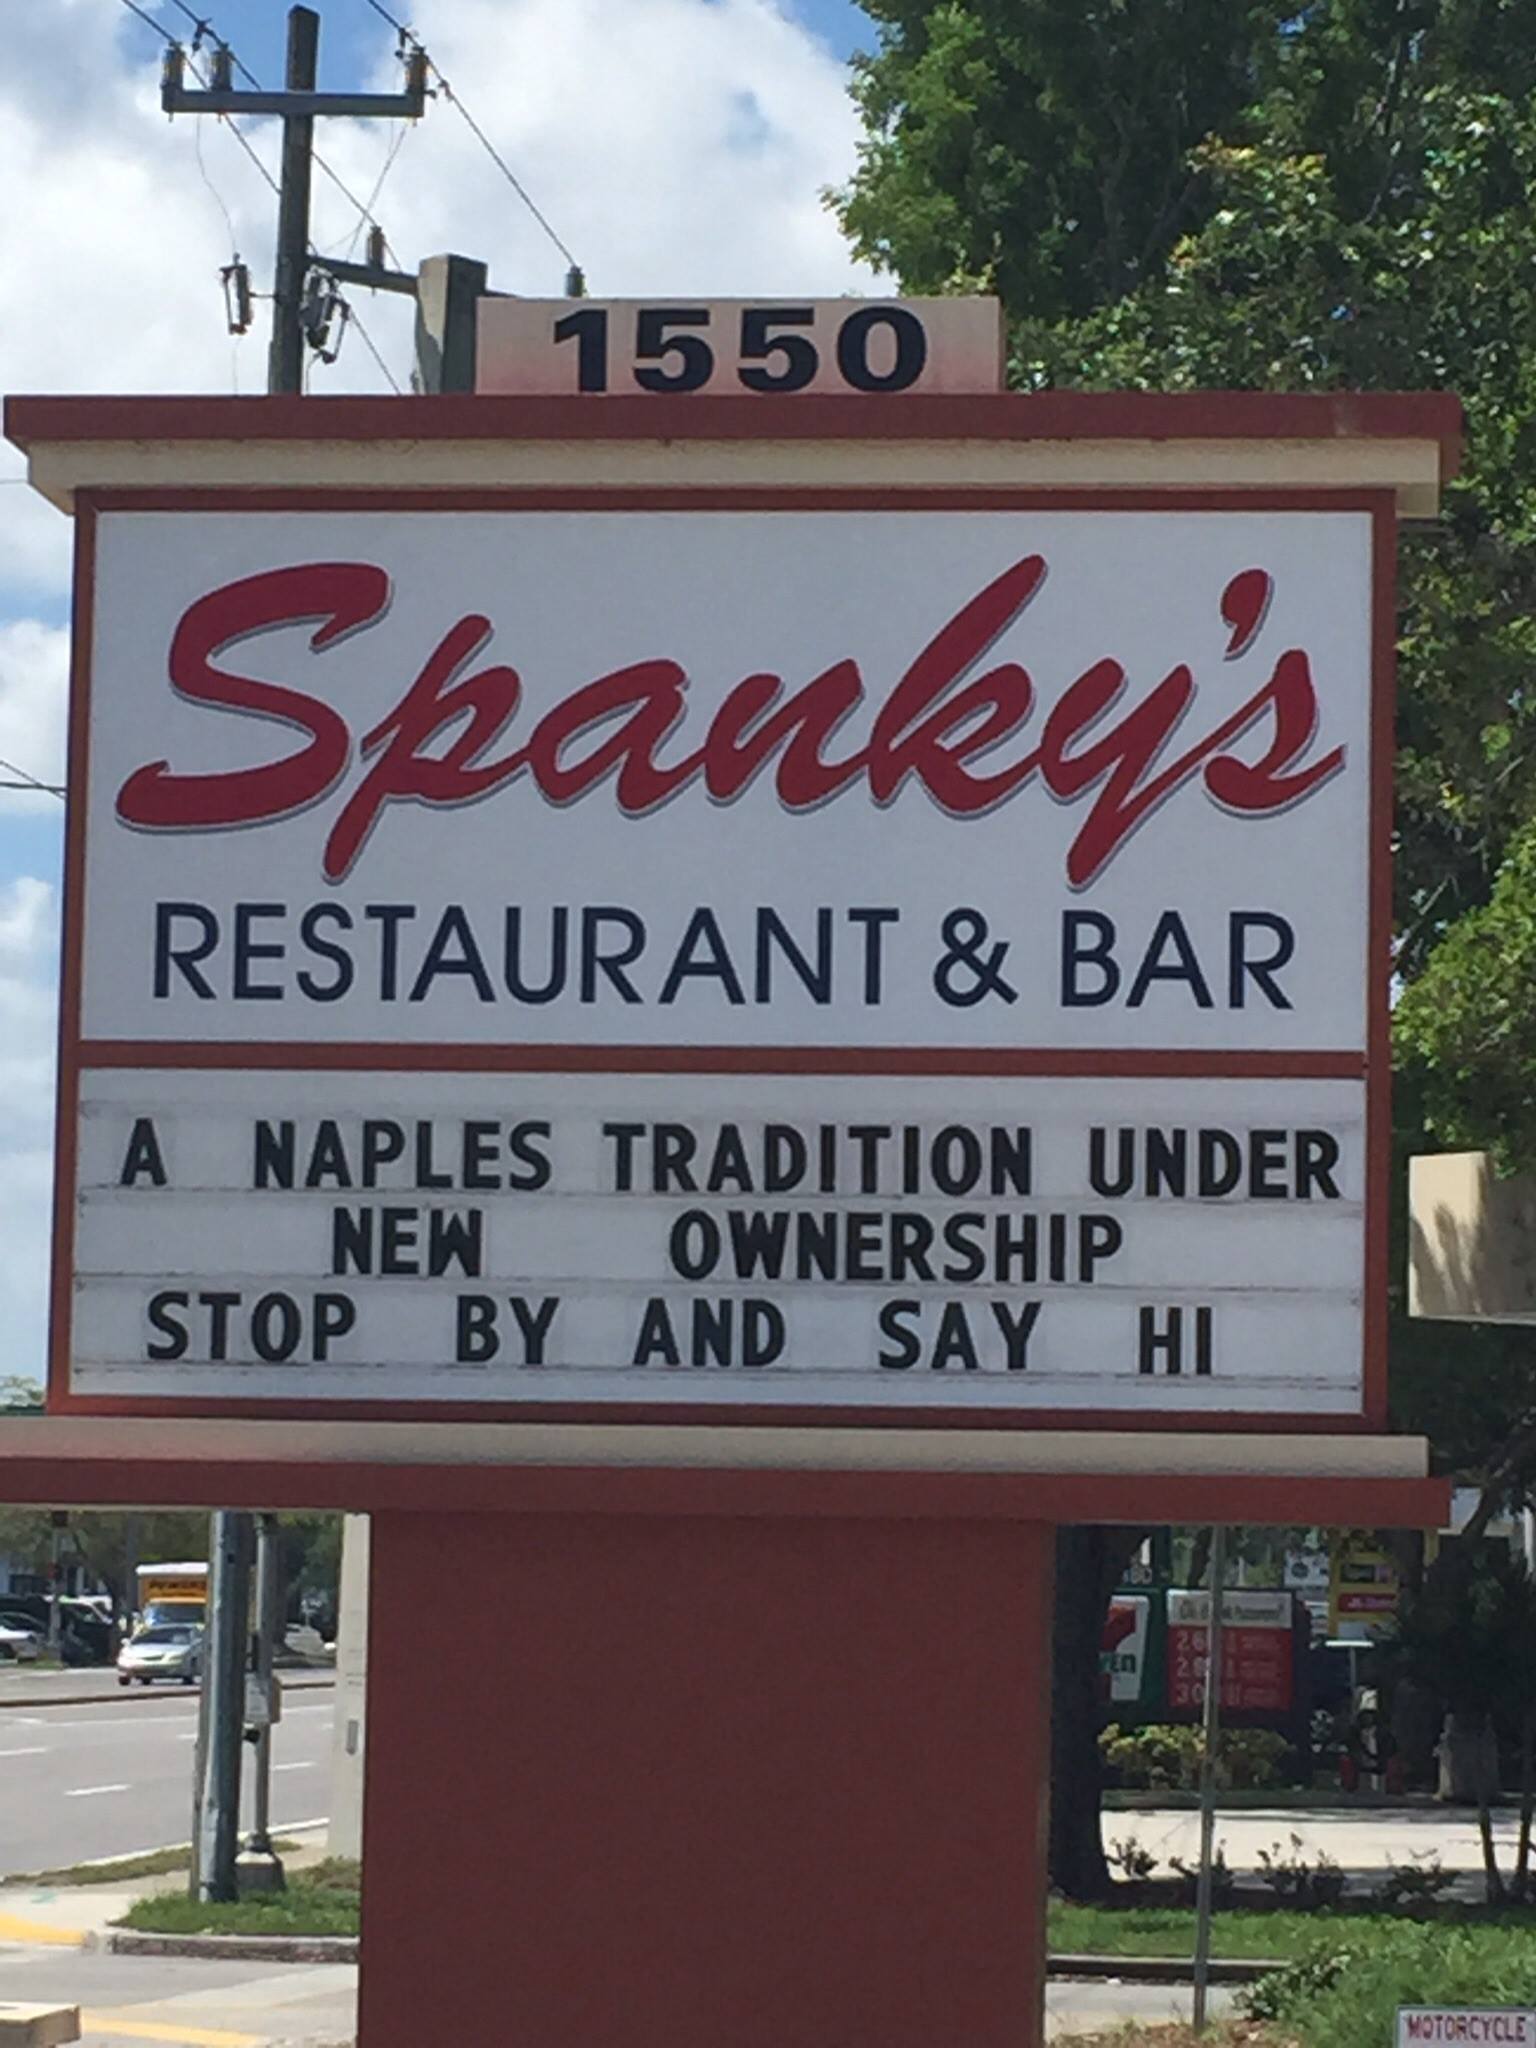 1550
Spanky's
RESTAURANT & BAR
A NAPLES TRADITION UNDER
NEW OWNERSHIP
STOP BY AND SAY HI
MOTORCYCLE